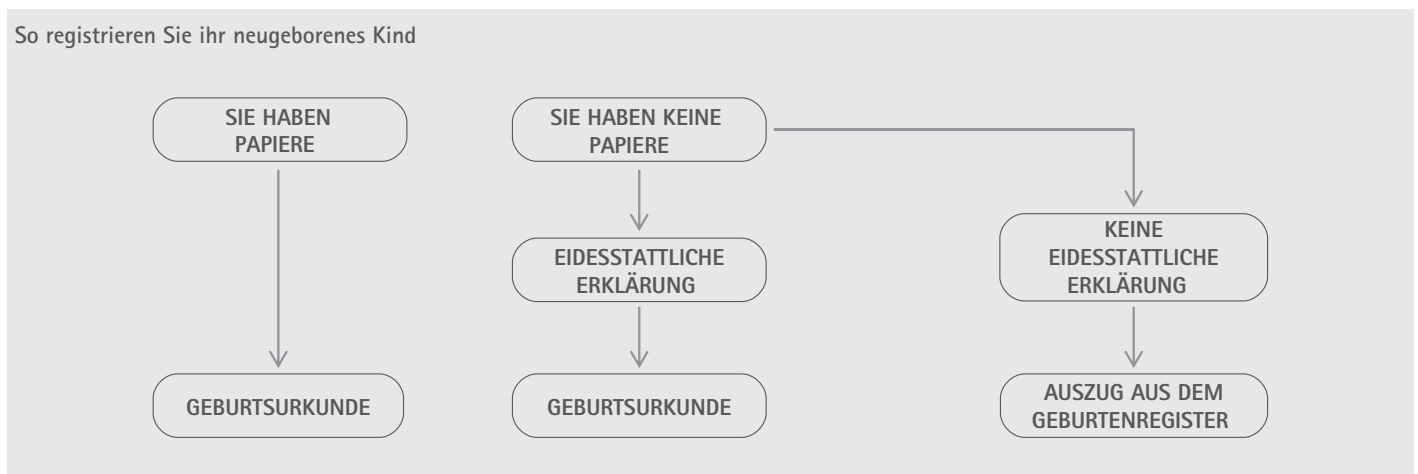 So registrieren Sie ihr neugeborenes Kind
SIE HABEN
PAPIERE
SIE HABEN KEINE
PAPIERE
EIDESSTATTLICHE
ERKLÄRUNG
KEINE
EIDESSTATTLICHE
ERKLÄRUNG
GEBURTSURKUNDE
GEBURTSURKUNDE
AUSZUG AUS DEM
GEBURTENREGISTER